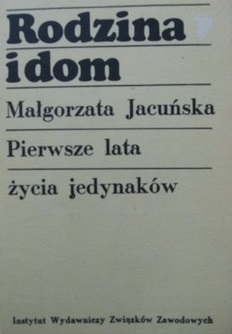 Rodzina
i dom
Małgorzata Jacuńska
Pierwsze lata
życia jedynaków
Instytut Wydawniczy Związków Zawodowych